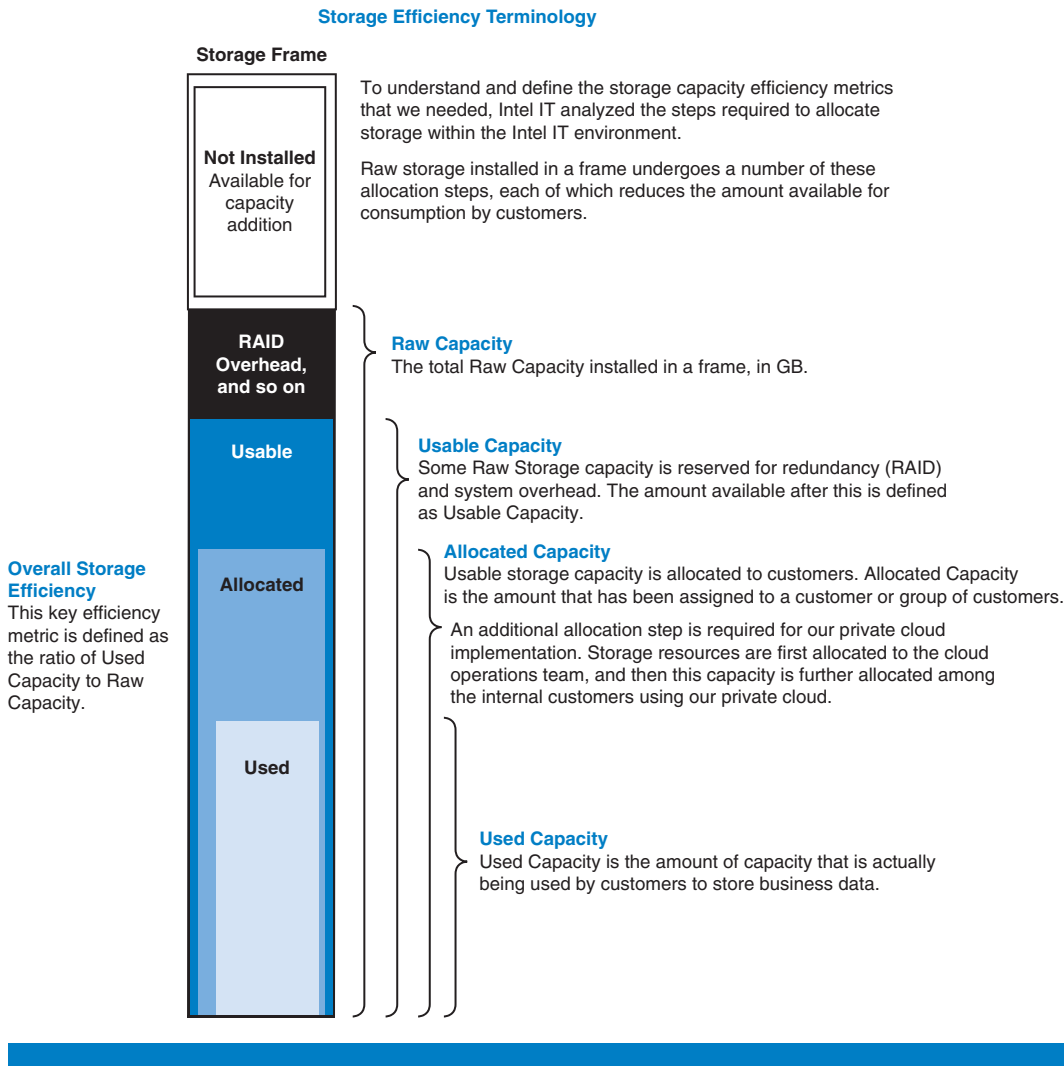 Storage Efficiency Terminology
Storage Frame
To understand and define the storage capacity efficiency metrics
that we needed, Intel IT analyzed the steps required to allocate
storage within the Intel IT environment.
Raw storage installed in a frame undergoes a number of these
allocation steps, each of which reduces the amount available for
consumption by customers.
Not Installed
Available for
capacity
addition
RAID
Overhead,
and so on
Raw Capacity
The total Raw Capacity installed in a frame, in GB.
Usable
Usable Capacity
Some Raw Storage capacity is reserved for redundancy (RAID)
and system overhead. The amount available after this is defined
as Usable Capacity.
Overall Storage
Efficiency
This key efficiency
metric is defined as
the ratio of Used
Capacity to Raw
Capacity.
Allocated
Allocated Capacity
Usable storage capacity is allocated to customers. Allocated Capacity
is the amount that has been assigned to a customer or group of customers.
An additional allocation step is required for our private cloud
implementation. Storage resources are first allocated to the cloud
operations team, and then this capacity is further allocated among
the internal customers using our private cloud.
Used
Used Capacity
Used Capacity is the amount of capacity that is actually
being used by customers to store business data.